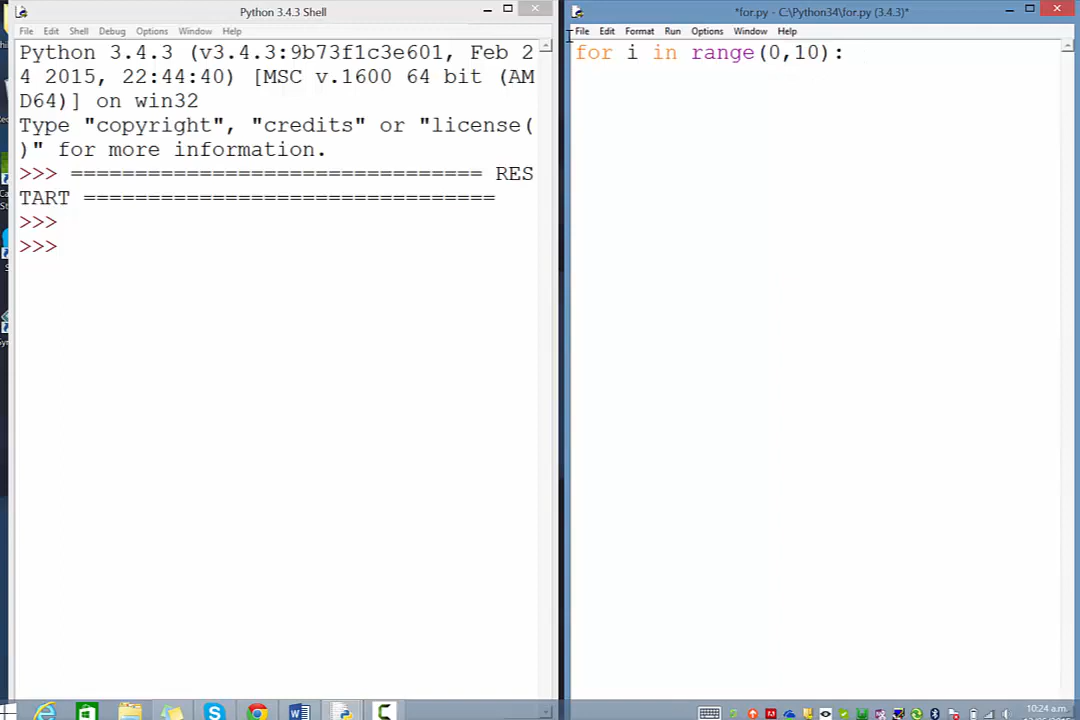 Python 3.4.3 Shell
File Edit Shell Debug Options Window Help
Python 3.4.3 (v3.4.3:9b73f1c3e601, Feb 2
4 2015, 22:44:40) [MSC v.1600 64 bit (AM
D64)] on win32
Type "copyright", "credits" or "license(
)" for more information.
>>> ================================ RES
TART ================================
>>>
>>>
*for.py - C:\Python34\for.py (3.4.3)*
File Edit Format Run Options Window Help
for i in range(0,10):
10:24 a.m.